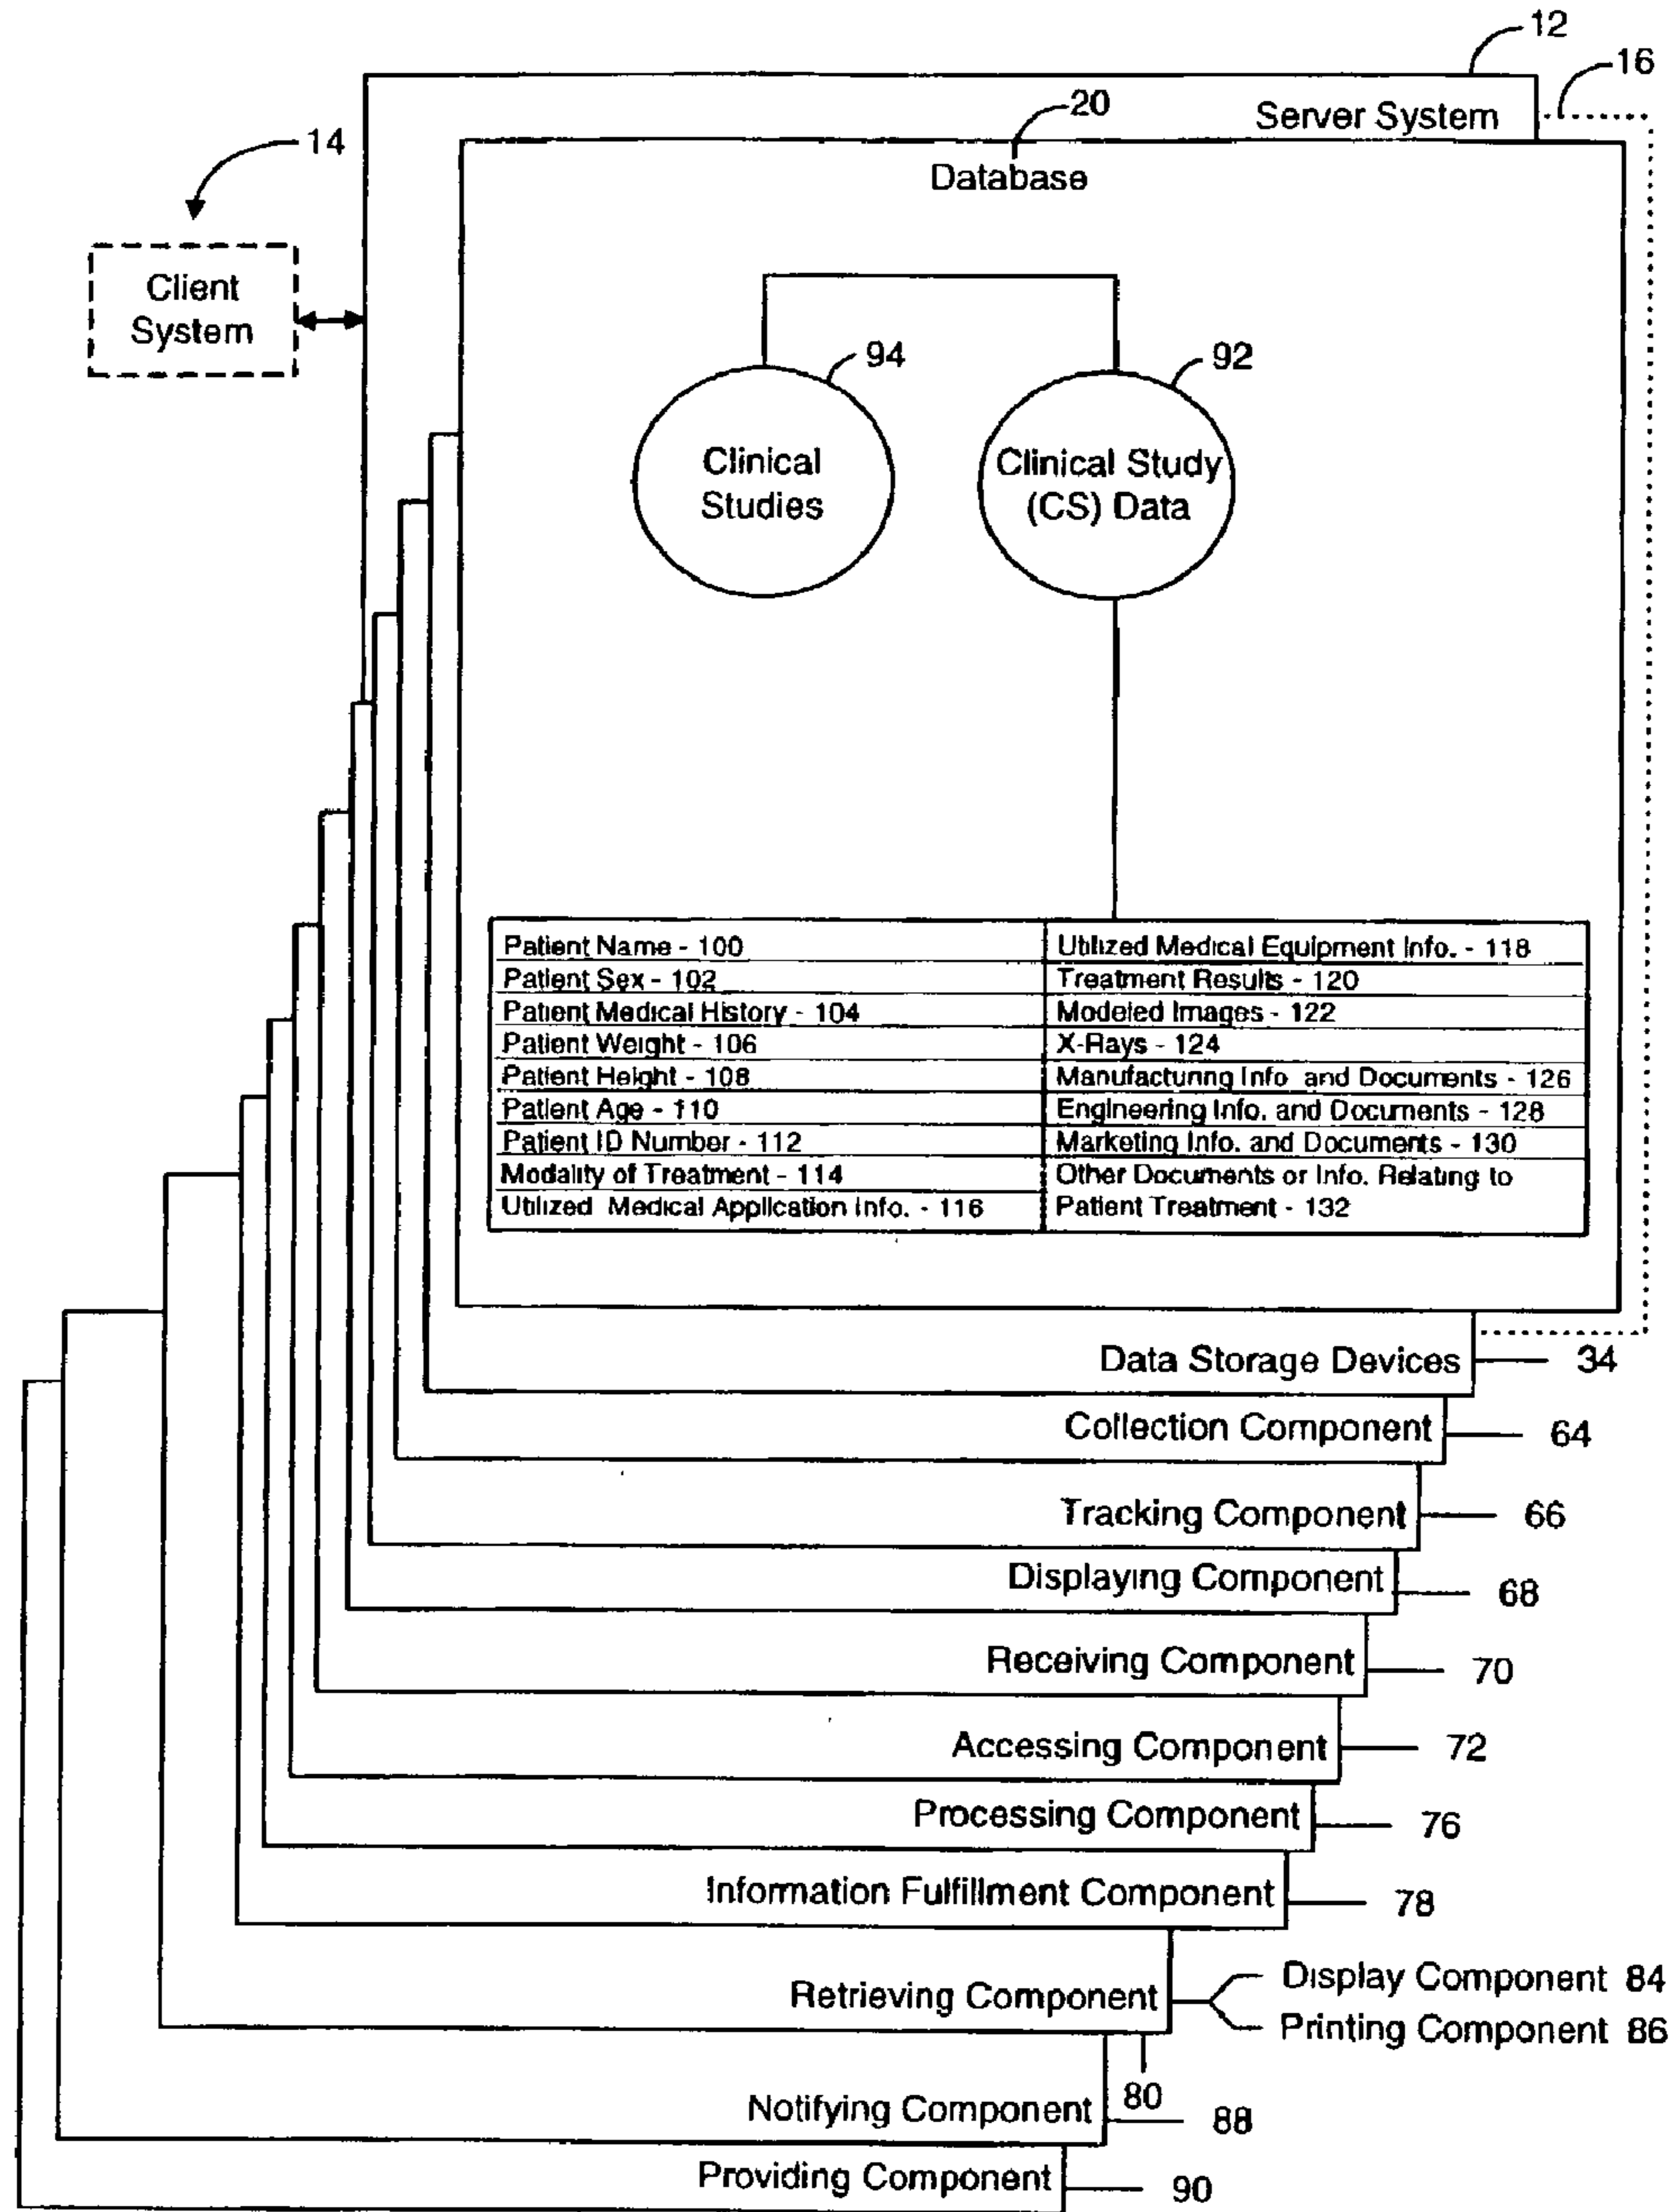 12
16
Server System
20
Database
14
Client
System
94
92
Clinical
Studies
Clinical Study
(CS) Data
Patient Name - 100
Patient Sex - 102
Patient Medical History - 104
Patient Weight - 106
Patient Height - 108
Patient Age - 110
Patient ID Number - 112
Modality of Treatment - 114
Utilized Medical Application Info. - 116
Utilized Medical Equipment Info. - 118
Treatment Results - 120
Modeled Images - 122
X-Rays - 124
Manufacturing Info and Documents - 126
Engineering Info. and Documents - 128
Marketing Info. and Documents - 130
Other Documents or Info. Relating to
Patient Treatment - 132
Data Storage Devices 34
Collection Component 64
Tracking Component 66
Displaying Component 68
Receiving Component 70
Accessing Component 72
Processing Component 76
Information Fulfillment Component 78
Retrieving Component
Display Component 84
Printing Component 86
80
Notifying Component 88
Providing Component 90